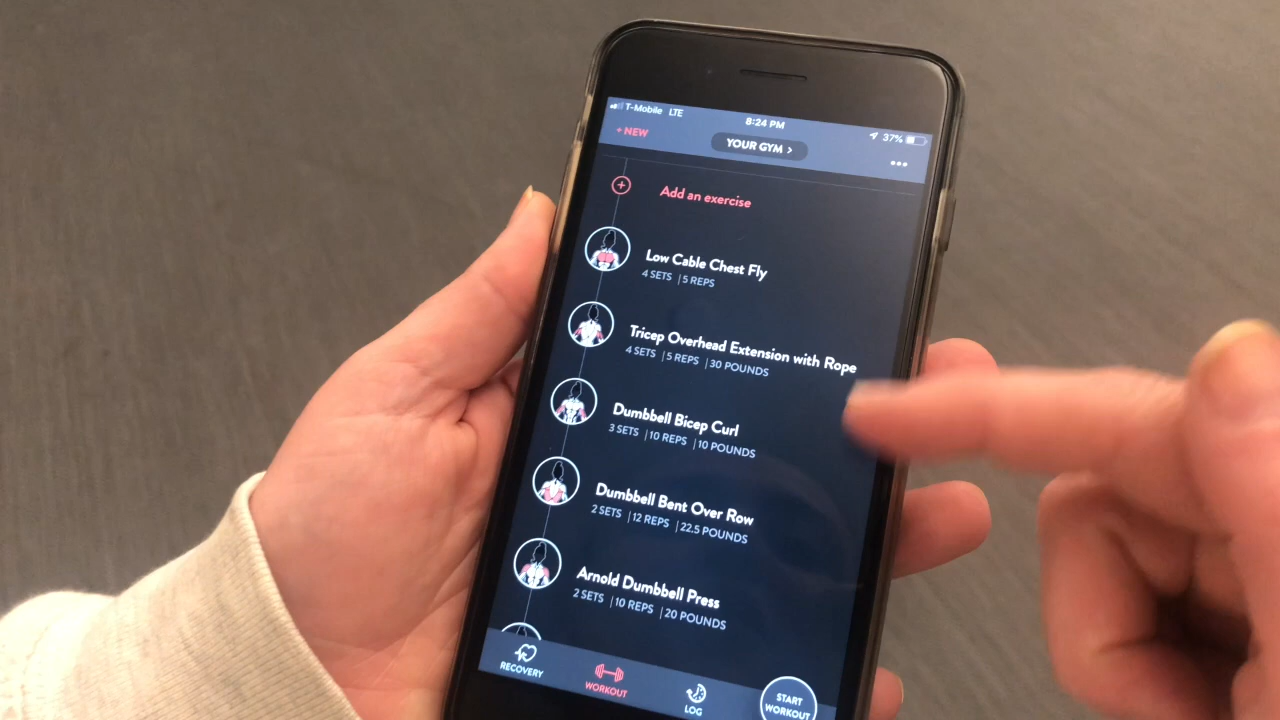 T-Mobile LTE
8:24 PM
37%
+ NEW
YOUR GYM >
Add an exercise
Low Cable Chest Fly
4 SETS | 5 REPS
Tricep Overhead Extension with Rope
4 SETS | 5 REPS | 30 POUNDS
Dumbbell Bicep Curl
3 SETS | 10 REPS | 10 POUNDS
Dumbbell Bent Over Row
2 SETS | 12 REPS | 22.5 POUNDS
Arnold Dumbbell Press
2 SETS | 10 REPS | 20 POUNDS
RECOVERY
WORKOUT
LOG
START
WORKOUT